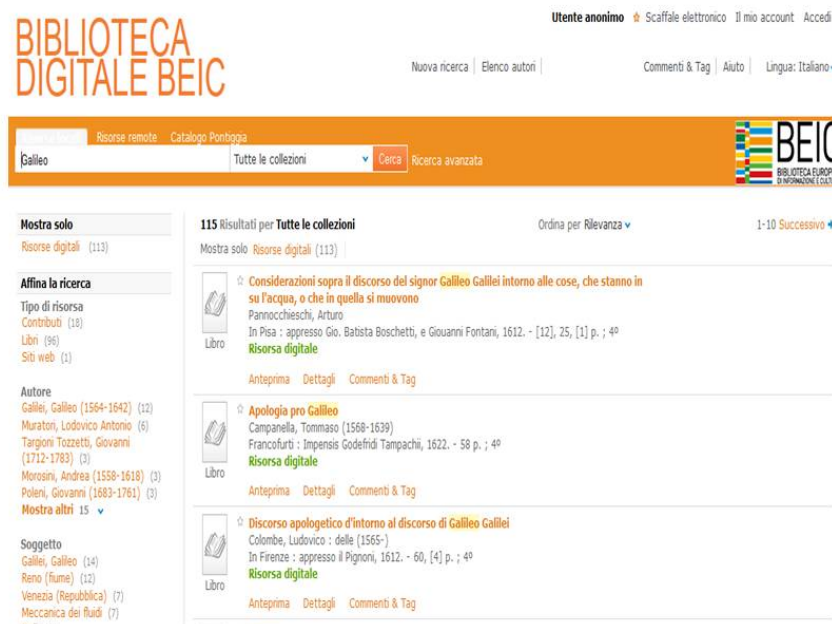 BIBLIOTECA
DIGITALE BEIC
Utente anonimo Scaffale elettronico Il mio account Accedi
Nuova ricerca Elenco autori Commenti & Tag Aiuto Lingua: Italiano
Risorse remote Catalogo Pontiggia
Galileo Tutte le collezioni Cerca Ricerca avanzata
BEIC
BIBLIOTECA EUROP
DI INFORMAZIONE E CULT
Mostra solo
Risorse digitali (113)
Affina la ricerca
Tipo di risorsa
Contributi (18)
Libri (96)
Siti web (1)
Autore
Galilei, Galileo (1564-1642) (12)
Muratori, Lodovico Antonio (6)
Targioni Tozzetti, Giovanni
(1712-1783) (3)
Morosini, Andrea (1558-1618) (3)
Poleni, Giovanni (1683-1761) (3)
Mostra altri 15
Soggetto
Galilei, Galileo (14)
Reno (fiume) (12)
Venezia (Repubblica) (7)
Meccanica dei fluidi (7)
115 Risultati per Tutte le collezioni Ordina per Rilevanza 1-10 Successivo
Mostra solo Risorse digitali (113)
Considerazioni sopra il discorso del signor Galileo Galilei intorno alle cose, che stanno in
su l'acqua, o che in quella si muovono
Pannocchieschi, Arturo
In Pisa : appresso Gio. Batista Boschetti, e Giouanni Fontani, 1612. - [12], 25, [1] p. ; 4º
Libro
Risorsa digitale
Anteprima Dettagli Commenti & Tag
Apologia pro Galileo
Campanella, Tommaso (1568-1639)
Francofurti : Impensis Godefridi Tampachii, 1622. - 58 p. ; 4º
Risorsa digitale
Libro
Anteprima Dettagli Commenti & Tag
Discorso apologetico d'intorno al discorso di Galileo Galilei
Colombe, Ludovico : delle (1565-)
In Firenze : appresso il Pignoni, 1612. - 60, [4] p. ; 4º
Risorsa digitale
Libro
Anteprima Dettagli Commenti & Tag